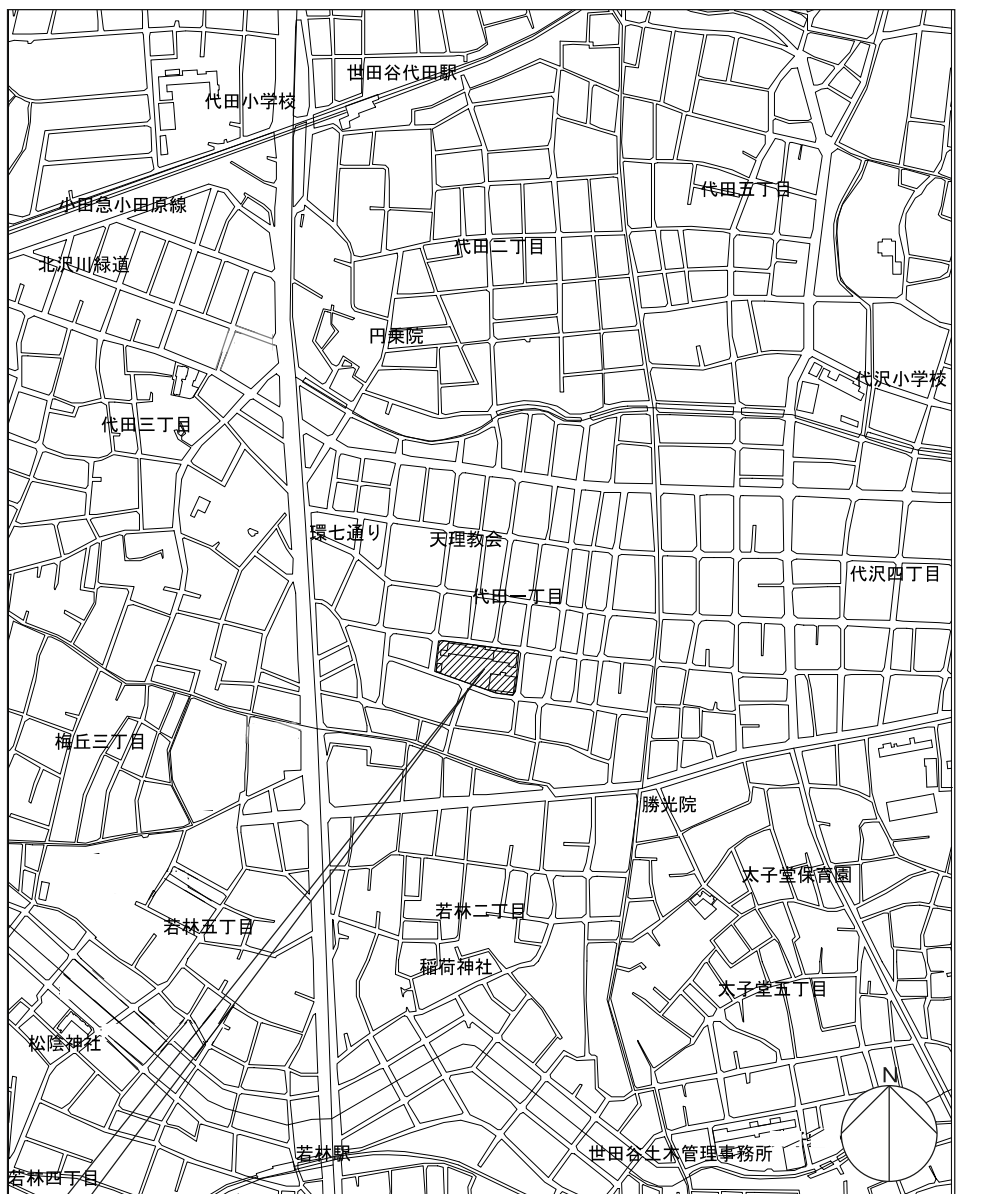 世田谷代田駅
代田小学校
代田五丁目
小田急小田原線
代田二丁目
北沢川緑道
円乗院
代沢小学校
代田三丁目
環七通り
天理教会
代沢四丁目
代田一丁目
梅丘三丁目
勝光院
太子堂保育園
若林二丁目
若林五丁目
稲荷神社
太子堂五丁目
松陰神社
N
若林駅
世田谷土木管理事務所
若林四丁目